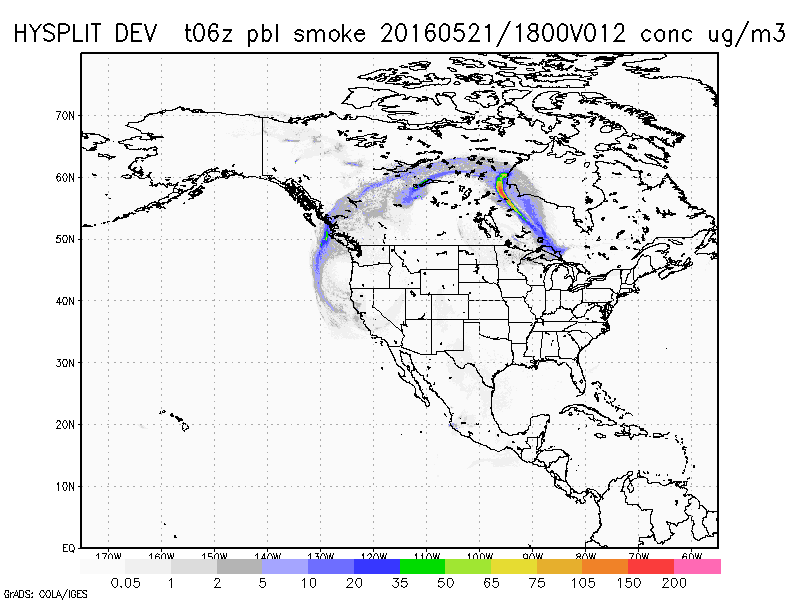 HYSPLIT DEV t06z pbl smoke 20160521/1800V012 conc ug/m3
70N
60N
50N
40N
30N
20N
10N
EQ
170W 160W 150W 140W 130W 120W 110W 100W 90W 80W 70W 60W
0.05 1 2 5 10 20 35 50 65 75 105 150 200
GrADS: COLA/IGES